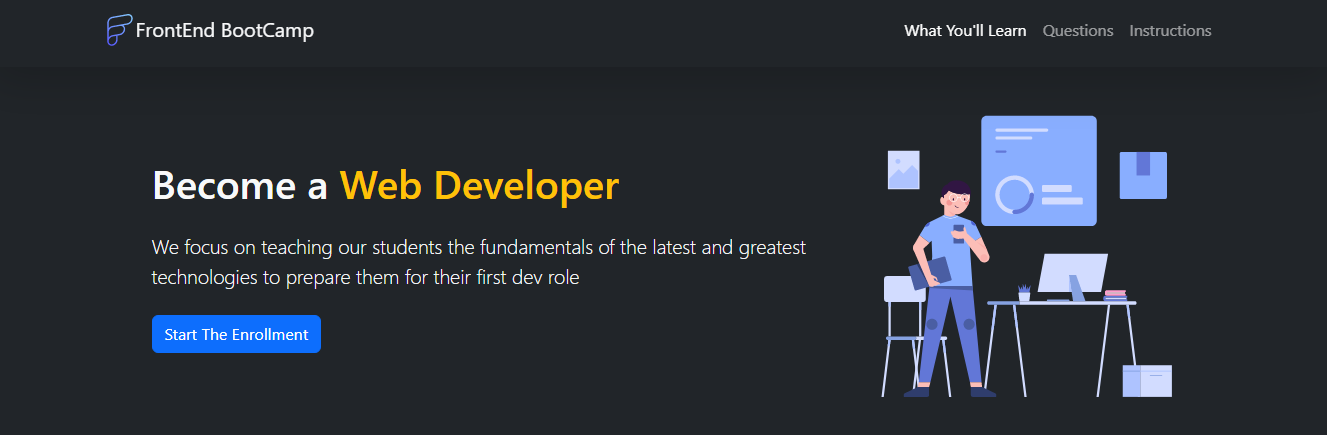 FrontEnd BootCamp
What You'll Learn Questions Instructions
Become a Web Developer
We focus on teaching our students the fundamentals of the latest and greatest
technologies to prepare them for their first dev role
Start The Enrollment